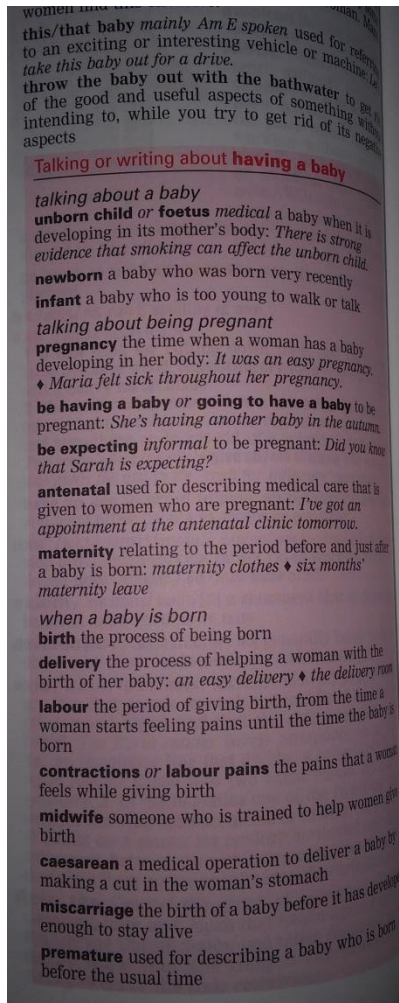 women find this
this/that baby mainly Am E spoken used for referring
to an exciting or interesting vehicle or machine: Let
take this baby out for a drive.
throw the baby out with the bathwater to get rid
of the good and useful aspects of something without
intending to, while you try to get rid of its negative
aspects
Talking or writing about having a baby
talking about a baby
unborn child or foetus medical a baby when it is
developing in its mother's body: There is strong
evidence that smoking can affect the unborn child.
newborn a baby who was born very recently
infant a baby who is too young to walk or talk
talking about being pregnant
pregnancy the time when a woman has a baby
developing in her body: It was an easy pregnancy.
♦ Maria felt sick throughout her pregnancy.
be having a baby or going to have a baby to be
pregnant: She's having another baby in the autumn.
be expecting informal to be pregnant: Did you know
that Sarah is expecting?
antenatal used for describing medical care that is
given to women who are pregnant: I've got an
appointment at the antenatal clinic tomorrow.
maternity relating to the period before and just after
a baby is born: maternity clothes ♦ six months'
maternity leave
when a baby is born
birth the process of being born
delivery the process of helping a woman with the
birth of her baby: an easy delivery ♦ the delivery room
labour the period of giving birth, from the time a
woman starts feeling pains until the time the baby is
born
contractions or labour pains the pains that a woman
feels while giving birth
midwife someone who is trained to help women give
birth
caesarean a medical operation to deliver a baby by
making a cut in the woman's stomach
miscarriage the birth of a baby before it has develope
enough to stay alive
premature used for describing a baby who is born
before the usual time